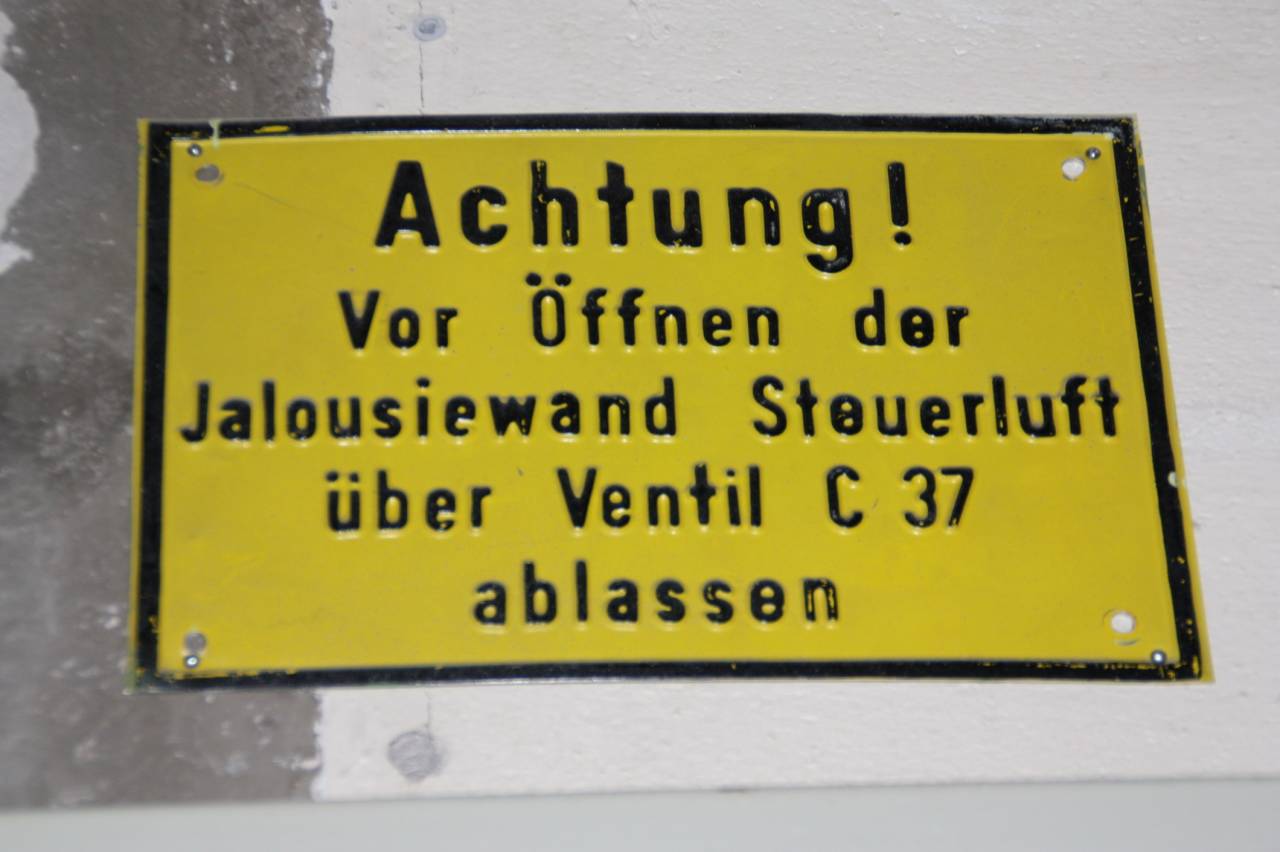 Achtung!
Vor Öffnen der
Jalousiewand Steuerluft
über Ventil C 37
ablassen